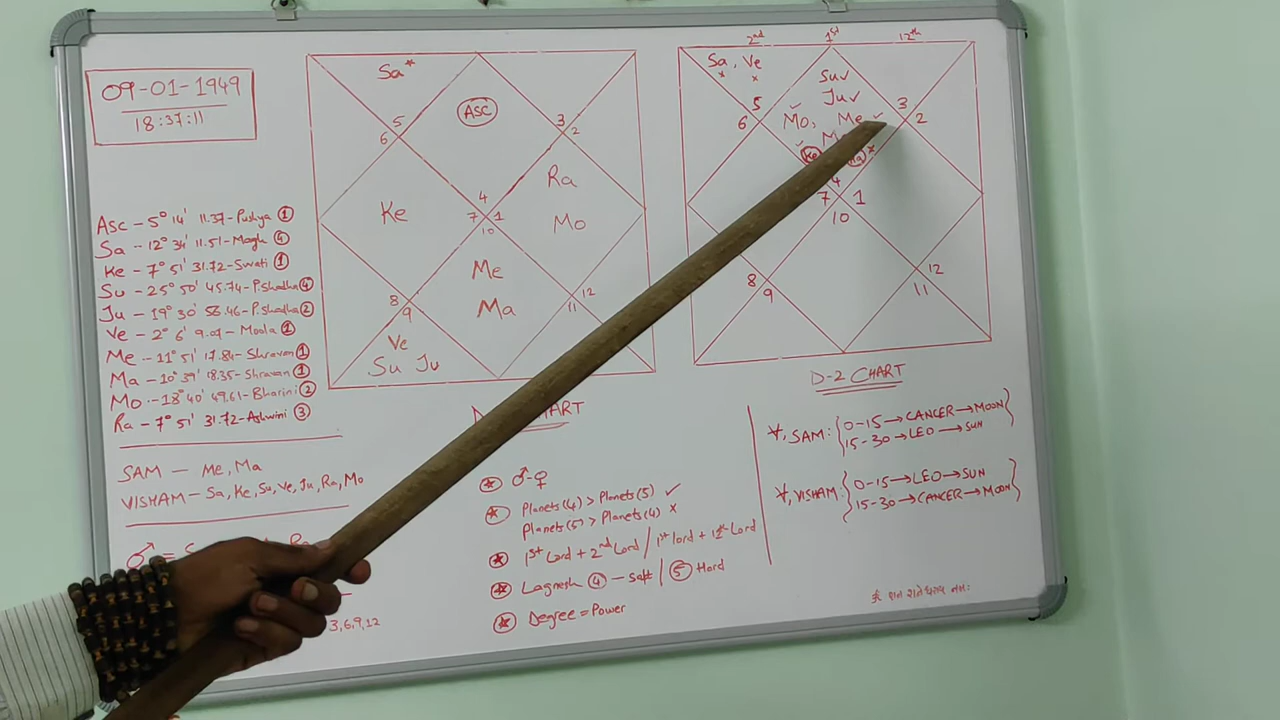 09-01-1949
18:37:11
Asc - 5° 14' 11.37 - Pushya ①
Sa -- 12° 34' 11.51 - Magh ④
Ke - 7° 51' 31.72 - Swati ①
Su - 25° 50' 45.74 - P.Shadha ④
Ju - 19° 30' 58.46 - P.Shadha ②
Ve - 2° 6' 9.07 - Moola ①
Me -- 11° 51' 17.84 - Shravan ①
Ma - 10° 39' 18.35 - Shravan ①
Mo -- 18° 40' 49.61 - Bharini ②
Ra - 7° 51' 31.72 - Ashwini ③
SAM — Me, Ma
VISHAM - Sa, Ke, Su, Ve, Ju, Ra, Mo
♂ =
3,6,9,12
Sa*
Asc
5
6
3
2
Ra
Mo
Ke
4
7 1
10
Me
Ma
8
9
12
11
Ve
Su Ju
CHART
2nd 1st 12th
Sa, Ve
x x
Su✓
Ju✓
Mo, Me ✓
5
6
3
2
Ke
4
7 1
10
8
9
12
11
D-2 CHART
♂-♀
Planets(4) > Planets(5) ✓
Planets(5) > Planets(4) x
1st Lord + 2nd Lord / 1st lord + 12th Lord
Lagnesh ④ — Soft / ⑤ Hard
Degree = Power
SAM: 0-15 → CANCER → MOON
15-30 → LEO → SUN
VISHAM: 0-15 → LEO → SUN
15-30 → CANCER → MOON